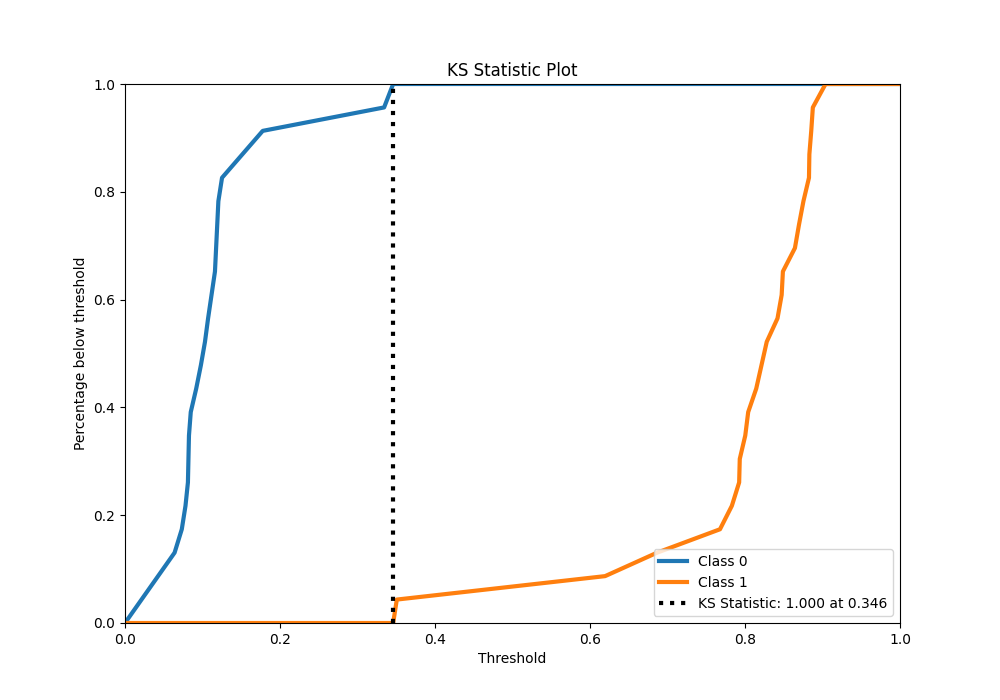 KS Statistic Plot
Percentage below threshold
1.0
0.8
0.6
0.4
0.2
0.0
0.0 0.2 0.4 0.6 0.8 1.0
Threshold
Class 0
Class 1
KS Statistic: 1.000 at 0.346